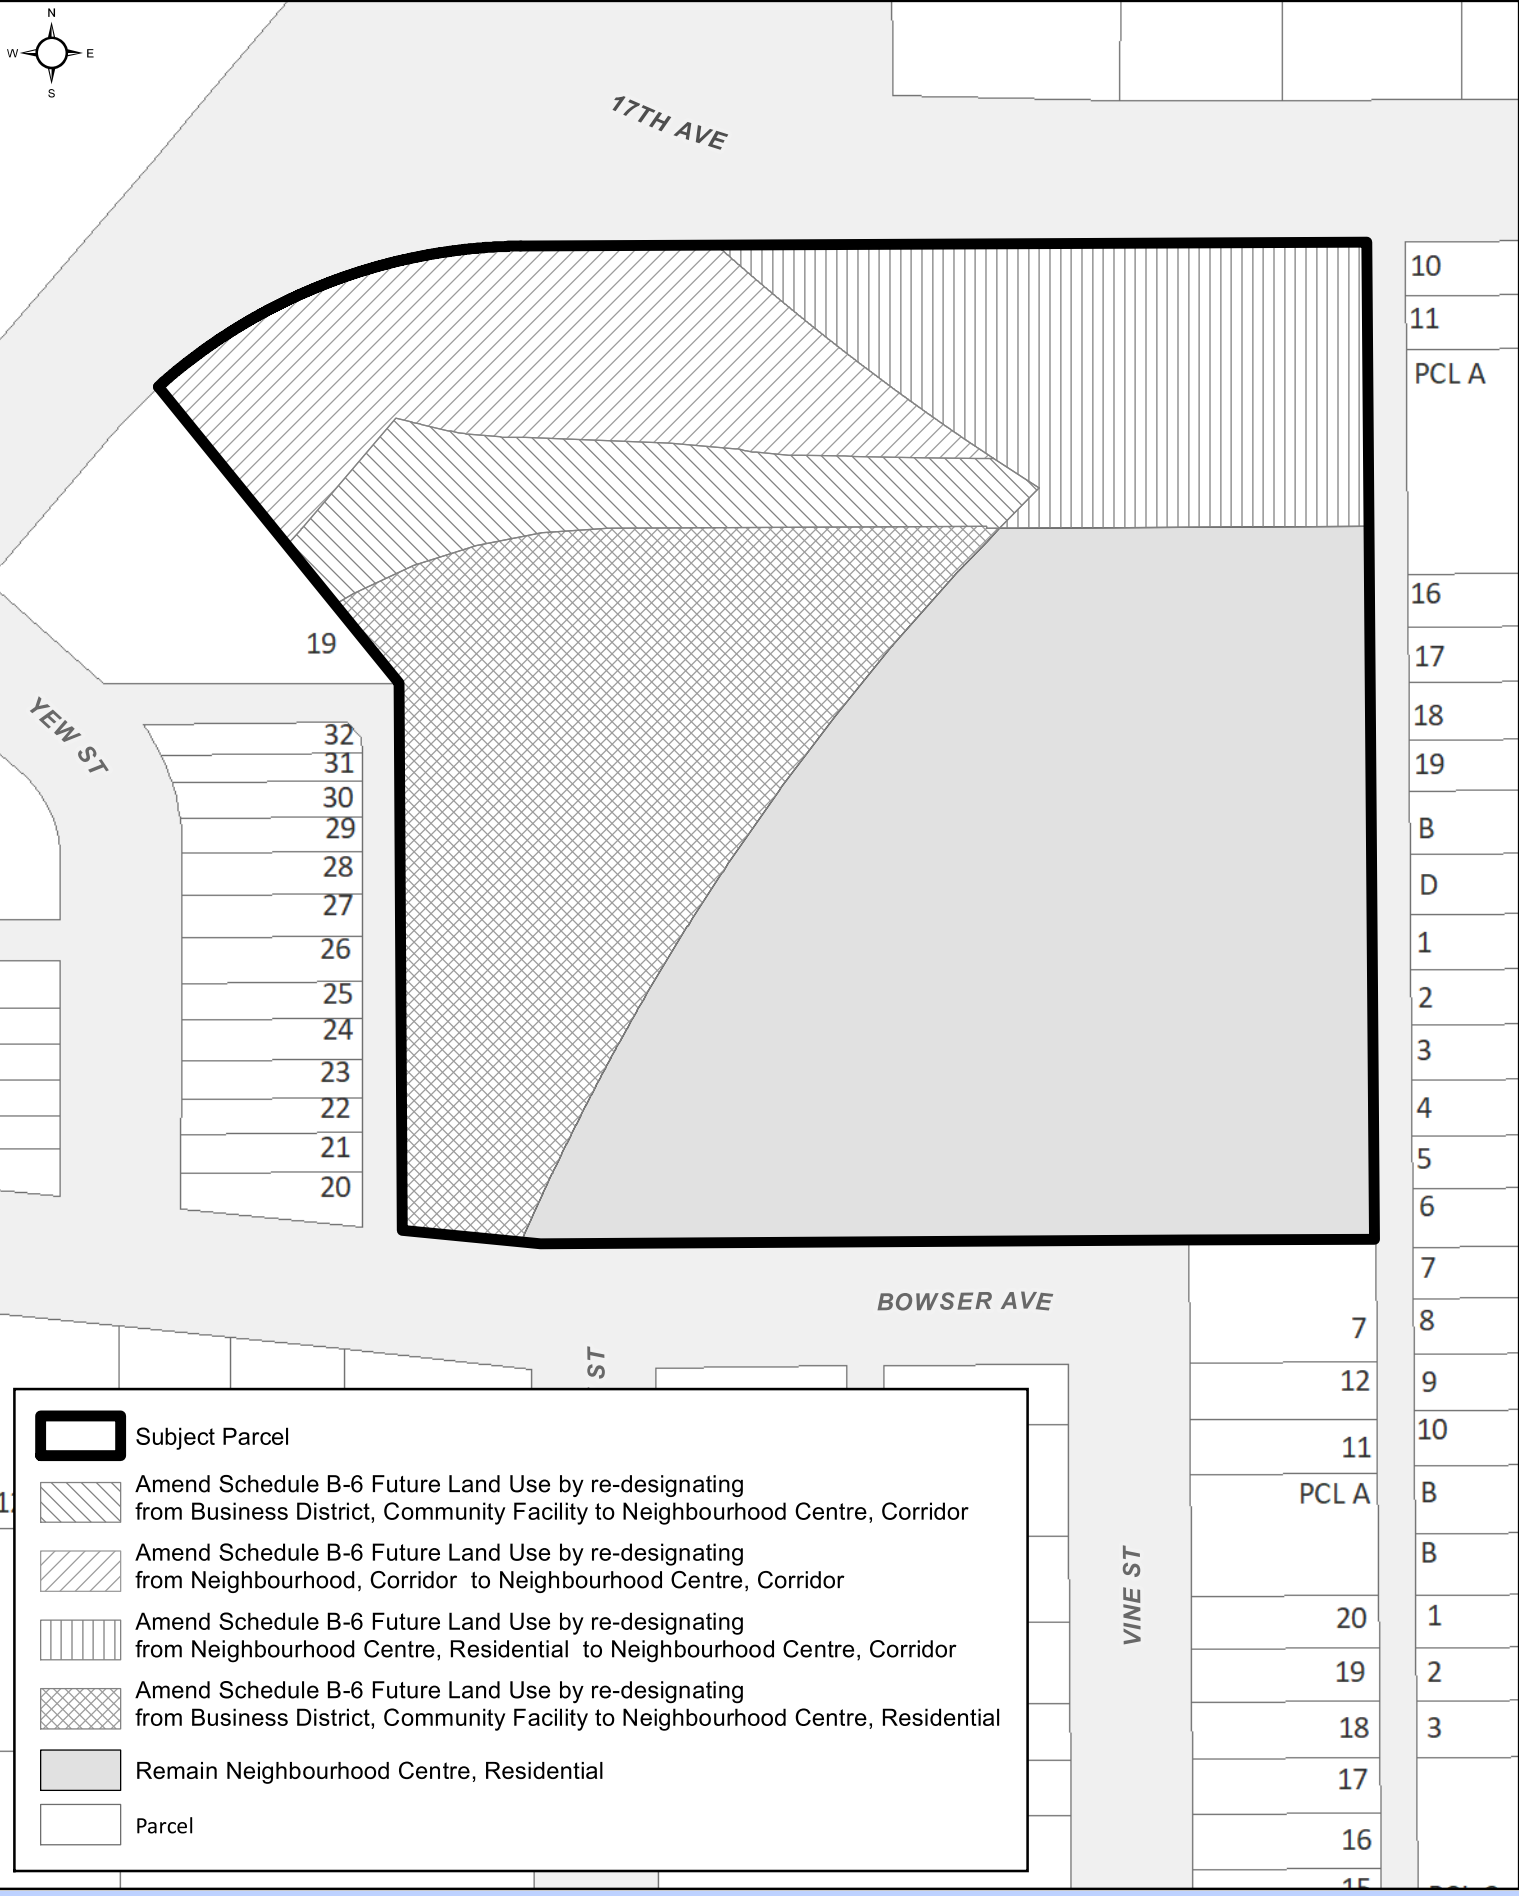 N
W E
S
17TH AVE
10
11
PCL A
16
17
18
19
B
D
1
2
3
4
5
6
7
8
9
10
B
B
1
2
3
19
YEW ST
32
31
30
29
28
27
26
25
24
23
22
21
20
BOWSER AVE
ST
VINE ST
7
12
11
PCL A
20
19
18
17
16
15
Subject Parcel
Amend Schedule B-6 Future Land Use by re-designating
from Business District, Community Facility to Neighbourhood Centre, Corridor
Amend Schedule B-6 Future Land Use by re-designating
from Neighbourhood, Corridor to Neighbourhood Centre, Corridor
Amend Schedule B-6 Future Land Use by re-designating
from Neighbourhood Centre, Residential to Neighbourhood Centre, Corridor
Amend Schedule B-6 Future Land Use by re-designating
from Business District, Community Facility to Neighbourhood Centre, Residential
Remain Neighbourhood Centre, Residential
Parcel